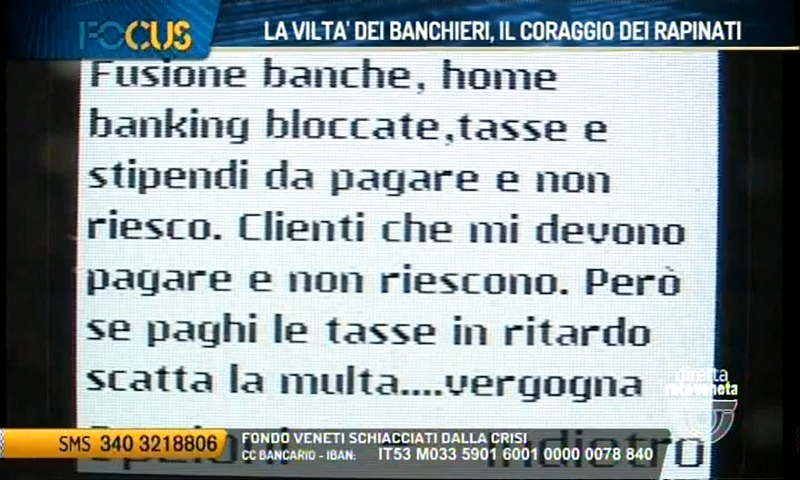 FOCUS
LA VILTA' DEI BANCHIERI, IL CORAGGIO DEI RAPINATI
Fusione banche, home
banking bloccate,tasse e
stipendi da pagare e non
riesco. Clienti che mi devono
pagare e non riescono. Però
se paghi le tasse in ritardo
scatta la multa....vergogna
diretta
reteveneta
SMS 340 3218806
FONDO VENETI SCHIACCIATI DALLA CRISI
CC BANCARIO - IBAN: IT53 M033 5901 6001 0000 0078 840
Opzioni indietro